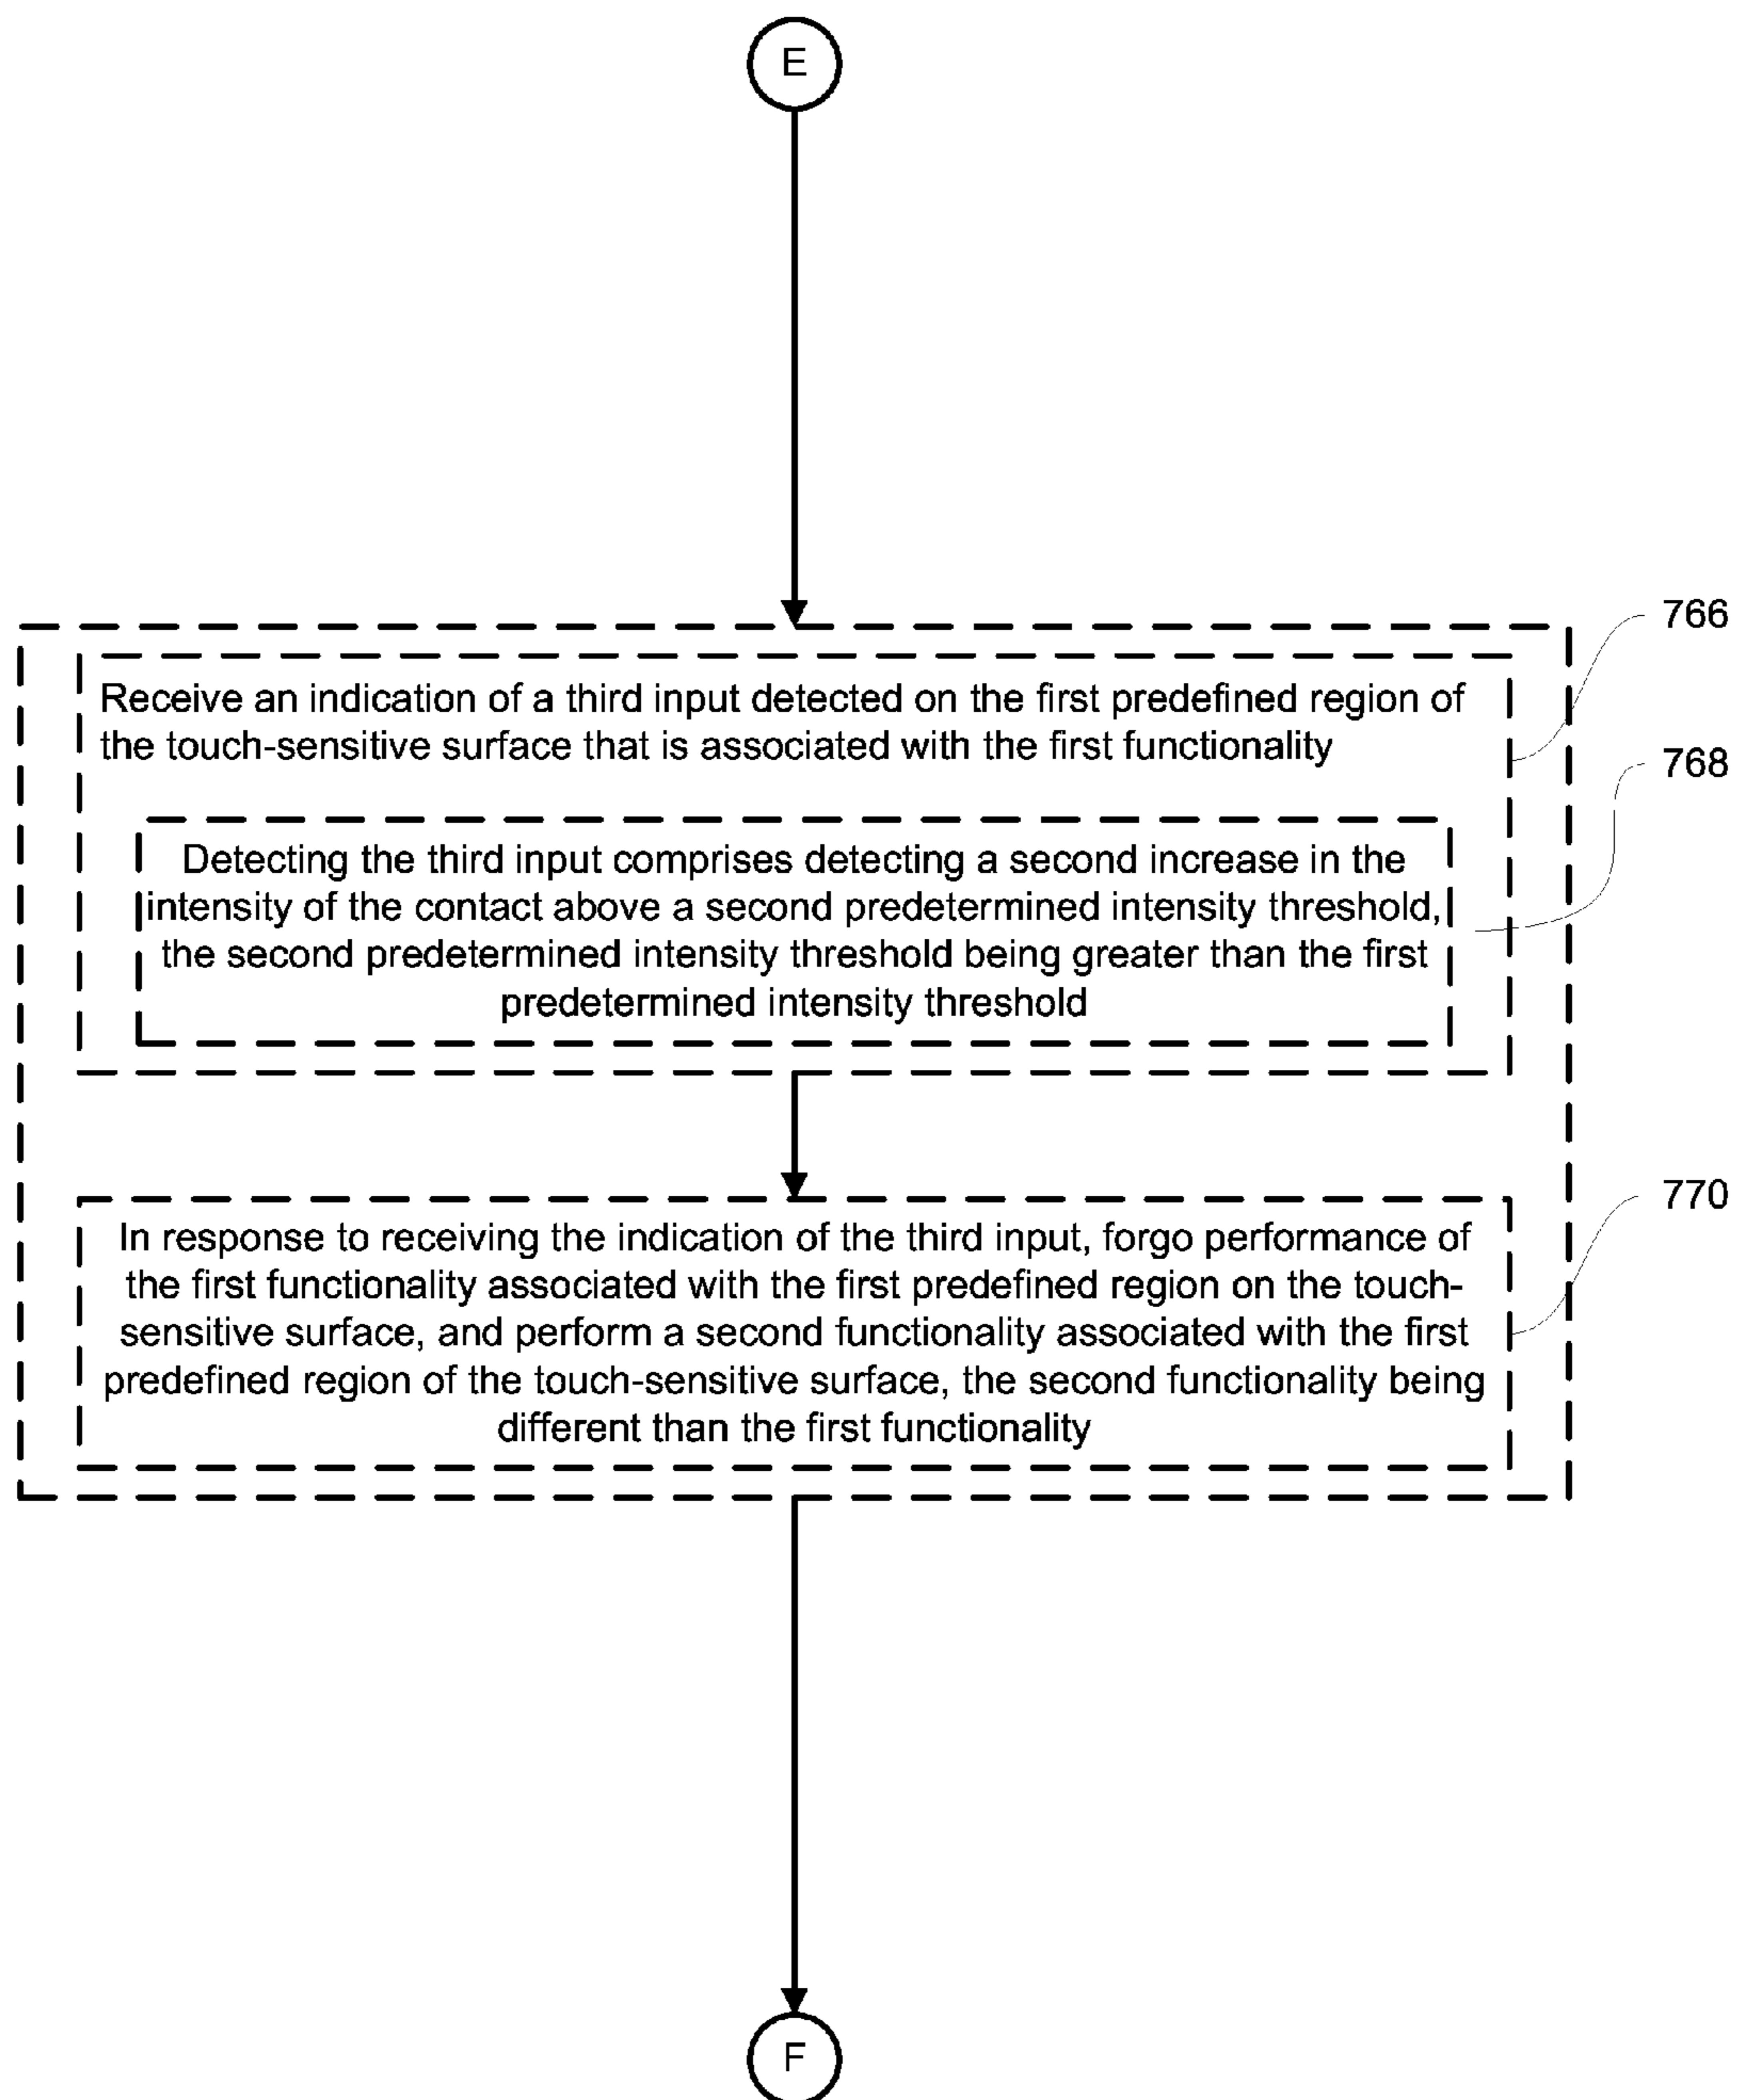 E
766
Receive an indication of a third input detected on the first predefined region of
the touch-sensitive surface that is associated with the first functionality
768
Detecting the third input comprises detecting a second increase in the
intensity of the contact above a second predetermined intensity threshold,
the second predetermined intensity threshold being greater than the first
predetermined intensity threshold
770
In response to receiving the indication of the third input, forgo performance of
the first functionality associated with the first predefined region on the touch-
sensitive surface, and perform a second functionality associated with the first
predefined region of the touch-sensitive surface, the second functionality being
different than the first functionality
F